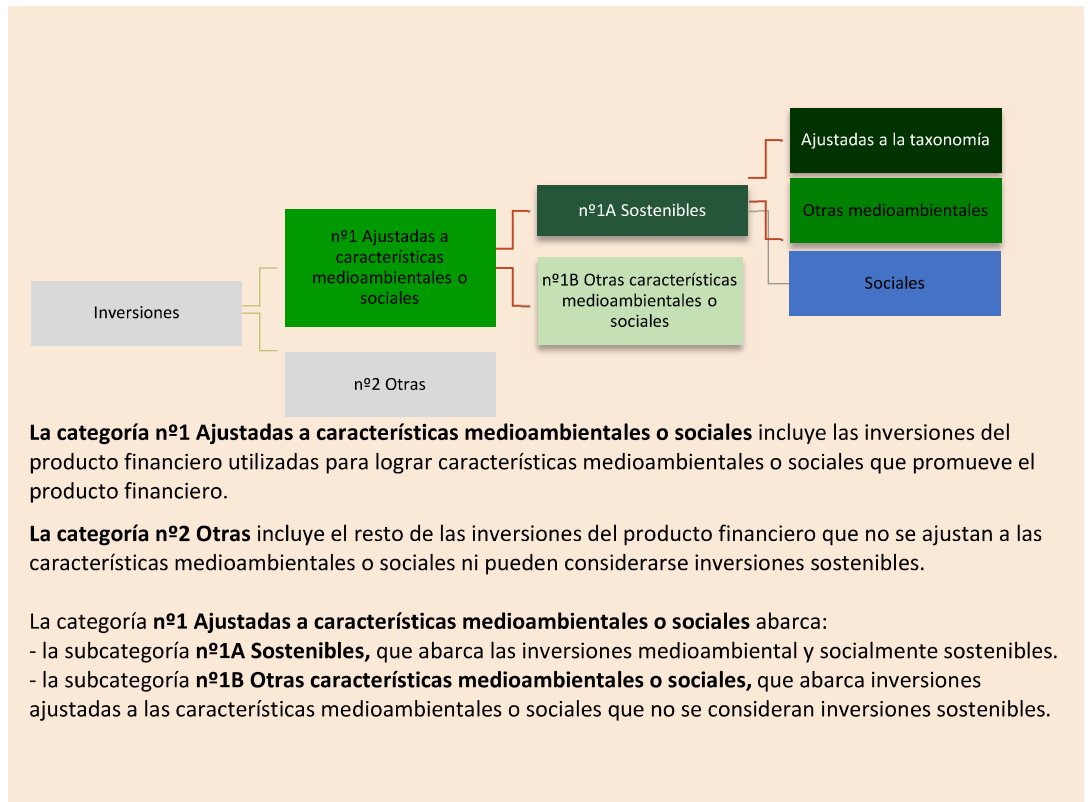 Ajustadas a la taxonomía
nº1A Sostenibles
Otras medioambientales
nº1 Ajustadas a
características
medioambientales o
sociales
nº1B Otras características
medioambientales o
sociales
Sociales
Inversiones
nº2 Otras
La categoría nº1 Ajustadas a características medioambientales o sociales incluye las inversiones del
producto financiero utilizadas para lograr características medioambientales o sociales que promueve el
producto financiero.
La categoría nº2 Otras incluye el resto de las inversiones del producto financiero que no se ajustan a las
características medioambientales o sociales ni pueden considerarse inversiones sostenibles.
La categoría nº1 Ajustadas a características medioambientales o sociales abarca:
- la subcategoría nº1A Sostenibles, que abarca las inversiones medioambiental y socialmente sostenibles.
- la subcategoría nº1B Otras características medioambientales o sociales, que abarca inversiones
ajustadas a las características medioambientales o sociales que no se consideran inversiones sostenibles.